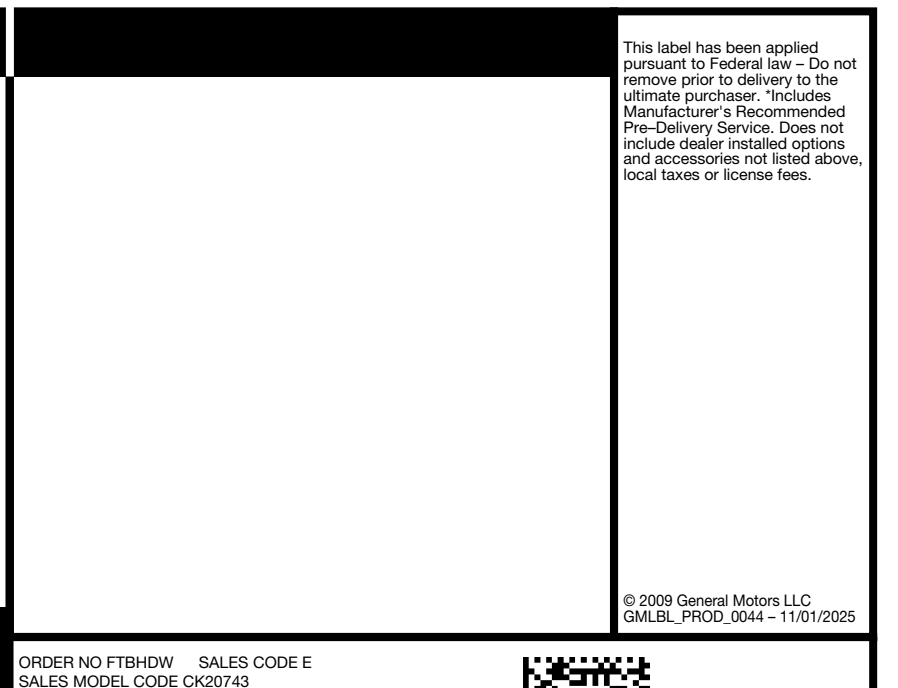 This label has been applied
pursuant to Federal law – Do not
remove prior to delivery to the
ultimate purchaser. *Includes
Manufacturer's Recommended
Pre–Delivery Service. Does not
include dealer installed options
and accessories not listed above,
local taxes or license fees.
© 2009 General Motors LLC
GMLBL_PROD_0044 – 11/01/2025
ORDER NO FTBHDW SALES CODE E
SALES MODEL CODE CK20743